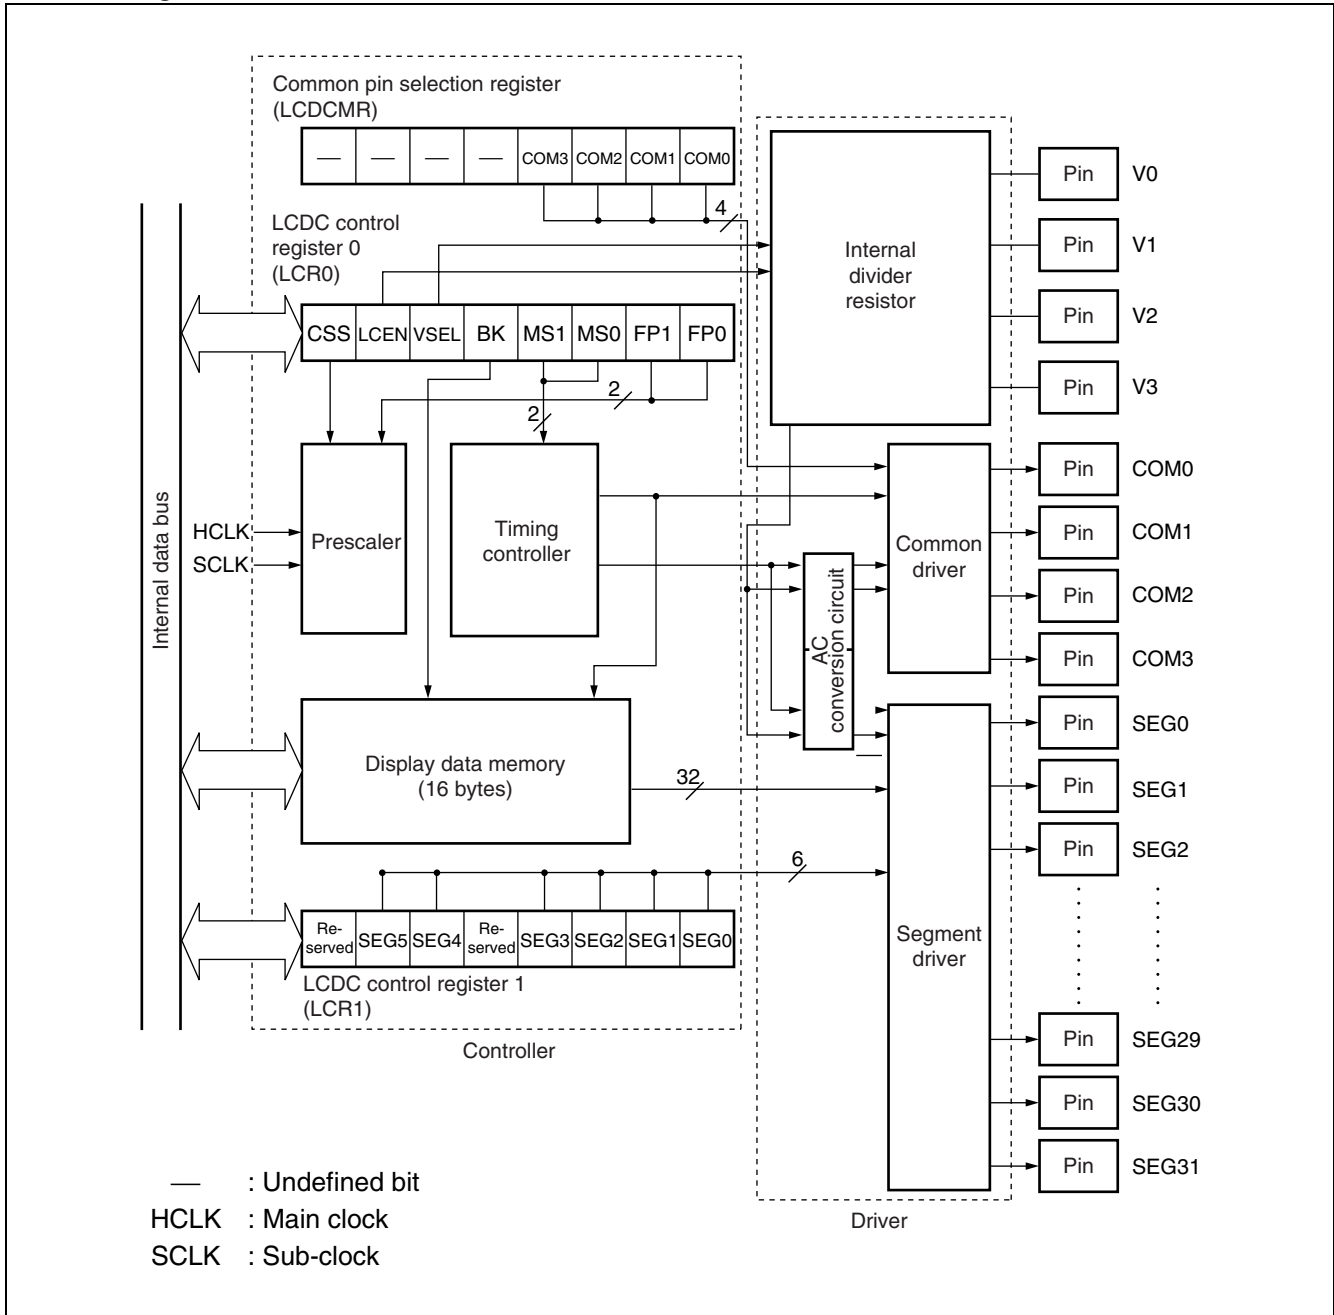 Common pin selection register
(LCDCMR)
— — — — COM3 COM2 COM1 COM0
4
LCDC control
register 0
(LCR0)
CSS LCEN VSEL BK MS1 MS0 FP1 FP0
2
2
Internal data bus
HCLK
SCLK
Prescaler
Timing
controller
Display data memory
(16 bytes)
32
6
Re-
served SEG5 SEG4 Re-
served SEG3 SEG2 SEG1 SEG0
LCDC control register 1
(LCR1)
Controller
Internal
divider
resistor
AC
conversion circuit
Common
driver
Segment
driver
Driver
Pin V0
Pin V1
Pin V2
Pin V3
Pin COM0
Pin COM1
Pin COM2
Pin COM3
Pin SEG0
Pin SEG1
Pin SEG2
Pin SEG29
Pin SEG30
Pin SEG31
— : Undefined bit
HCLK : Main clock
SCLK : Sub-clock